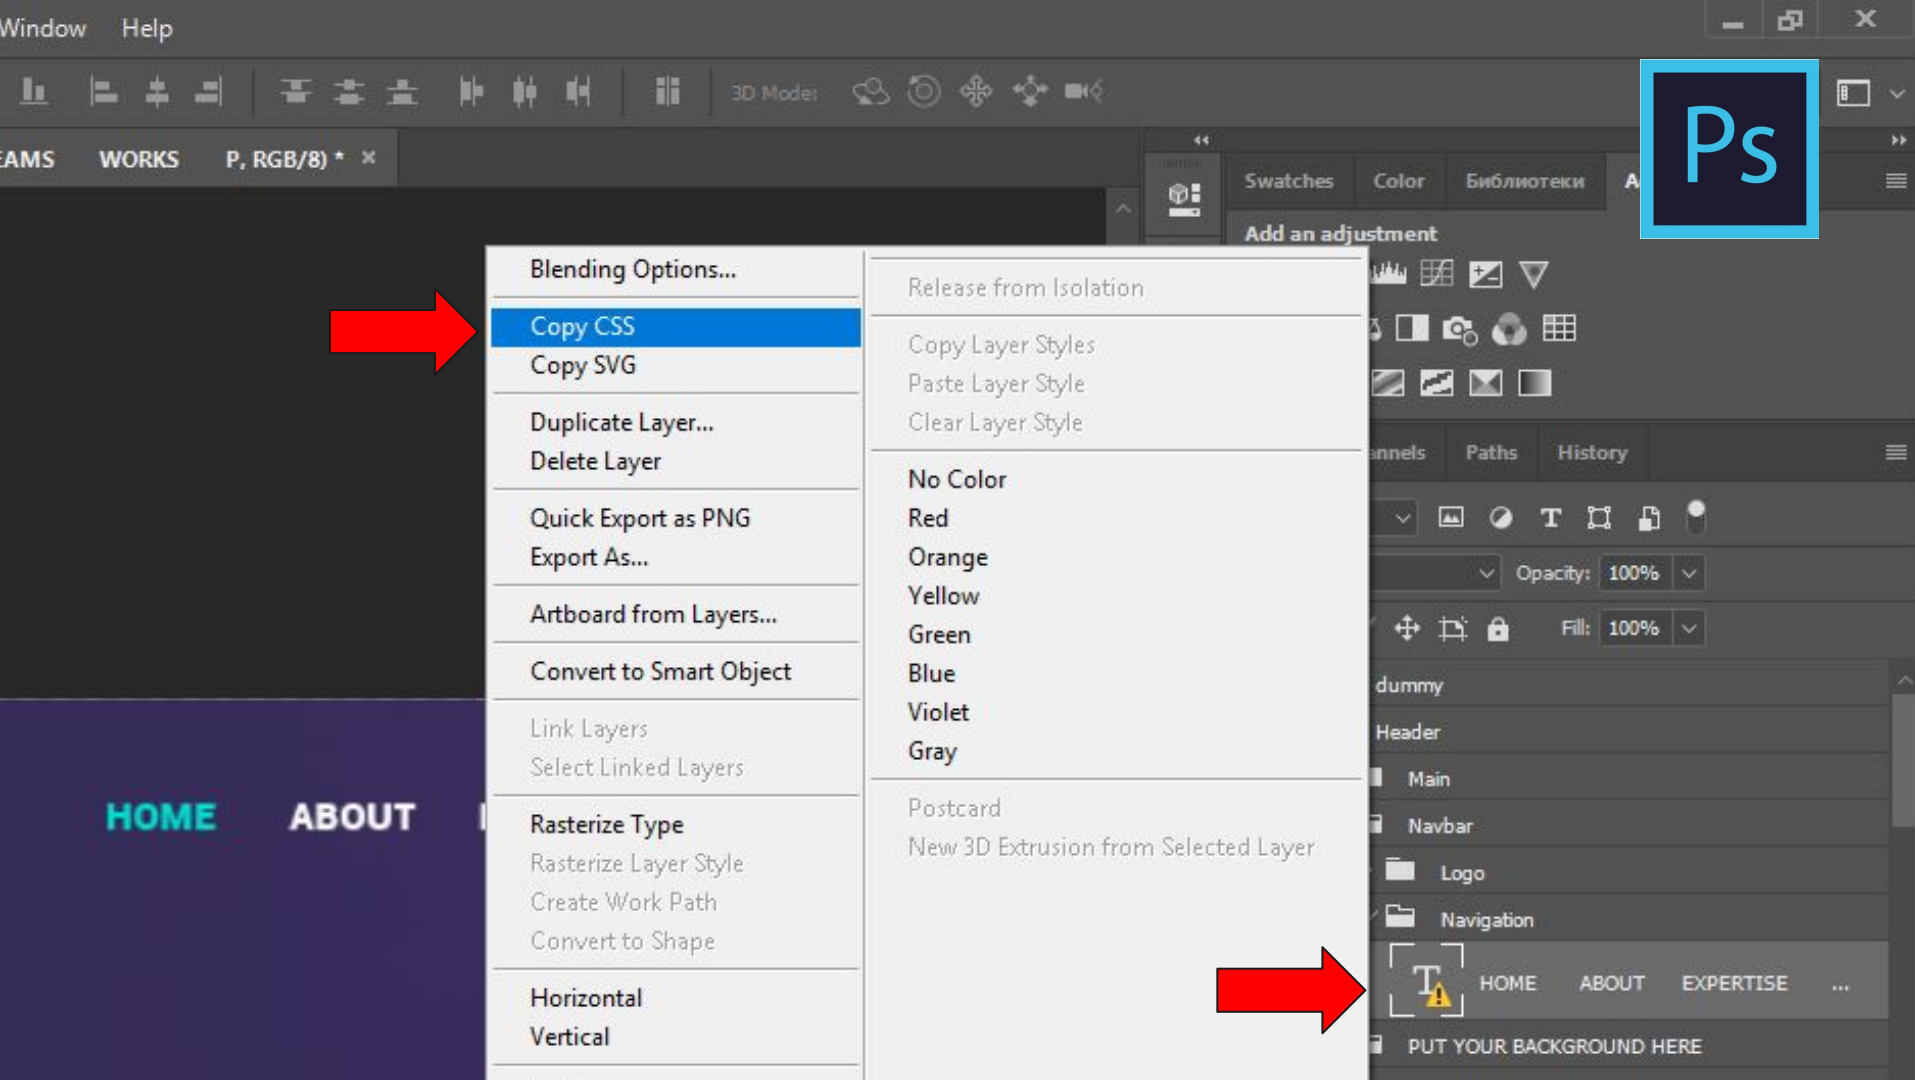 Window Help
3D Mode:
WORKS P, RGB/8) * ×
Ps
Swatches Color Библиотеки
Add an adjustment
Blending Options...
Copy CSS
Copy SVG
Duplicate Layer...
Delete Layer
Quick Export as PNG
Export As...
Artboard from Layers...
Convert to Smart Object
Link Layers
Select Linked Layers
Rasterize Type
Rasterize Layer Style
Create Work Path
Convert to Shape
Horizontal
Vertical
Release from Isolation
Copy Layer Styles
Paste Layer Style
Clear Layer Style
No Color
Red
Orange
Yellow
Green
Blue
Violet
Gray
Postcard
New 3D Extrusion from Selected Layer
Paths History
Opacity: 100%
Fill: 100%
dummy
Header
Main
Navbar
Logo
Navigation
HOME ABOUT EXPERTISE ...
PUT YOUR BACKGROUND HERE
HOME ABOUT